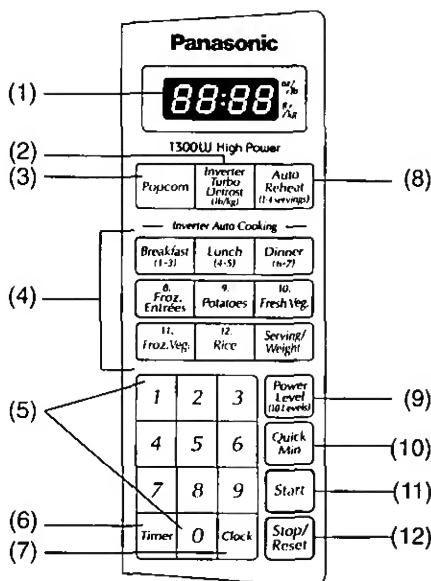 Panasonic
(1)
88:88
oz/lb
gr/kg
1300W High Power
(2)
(3)
Popcorn
Inverter
Turbo
Defrost
(lb/kg)
Auto
Reheat
(1-4 servings)
(8)
Inverter Auto Cooking
(4)
Breakfast
(1-3)
Lunch
(4-5)
Dinner
(6-7)
8.
Froz.
Entrées
9.
Potatoes
10.
Fresh Veg.
11.
Froz.Veg.
12.
Rice
Serving/
Weight
(5)
1 2 3
4 5 6
7 8 9
(6)
Timer 0 Clock
(7)
Power
Level
(10 Levels)
(9)
Quick
Min
(10)
Start
(11)
Stop/
Reset
(12)